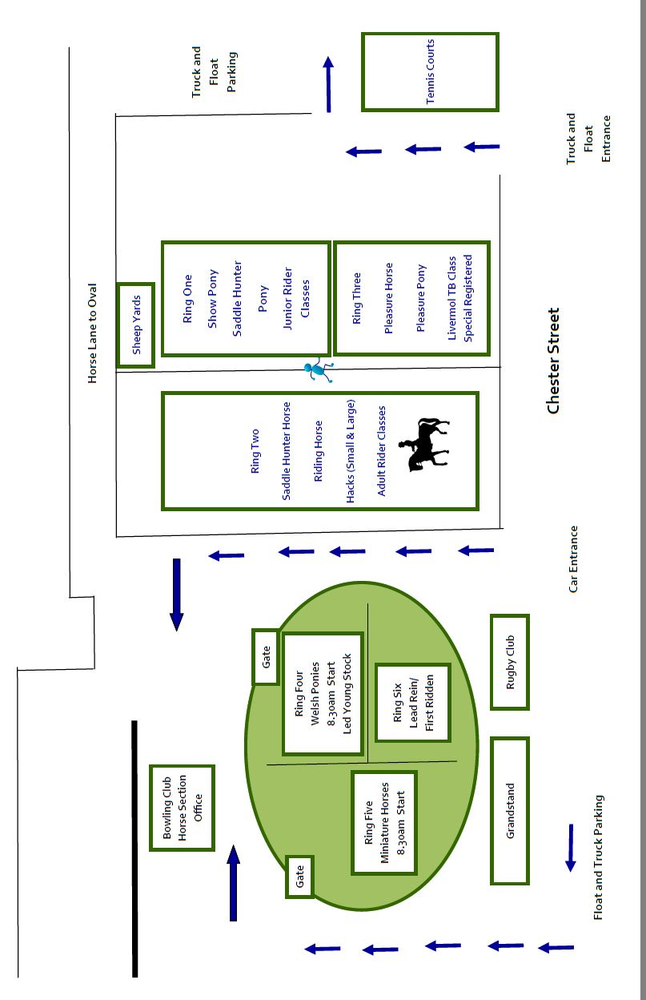 Horse Lane to Oval
Truck and
Float
Parking
Tennis Courts
Truck and
Float
Entrance
Sheep Yards
Ring One
Show Pony
Saddle Hunter
Pony
Junior Rider
Classes
Ring Three
Pleasure Horse
Pleasure Pony
Livermol TB Class
Special Registered
Ring Two
Saddle Hunter Horse
Riding Horse
Hacks (Small & Large)
Adult Rider Classes
Chester Street
Car Entrance
Gate
Ring Four
Welsh Ponies
8.30am Start
Led Young Stock
Ring Six
Lead Rein/
First Ridden
Rugby Club
Bowling Club
Horse Section
Office
Ring Five
Miniature Horses
8.30am Start
Gate
Grandstand
Float and Truck Parking